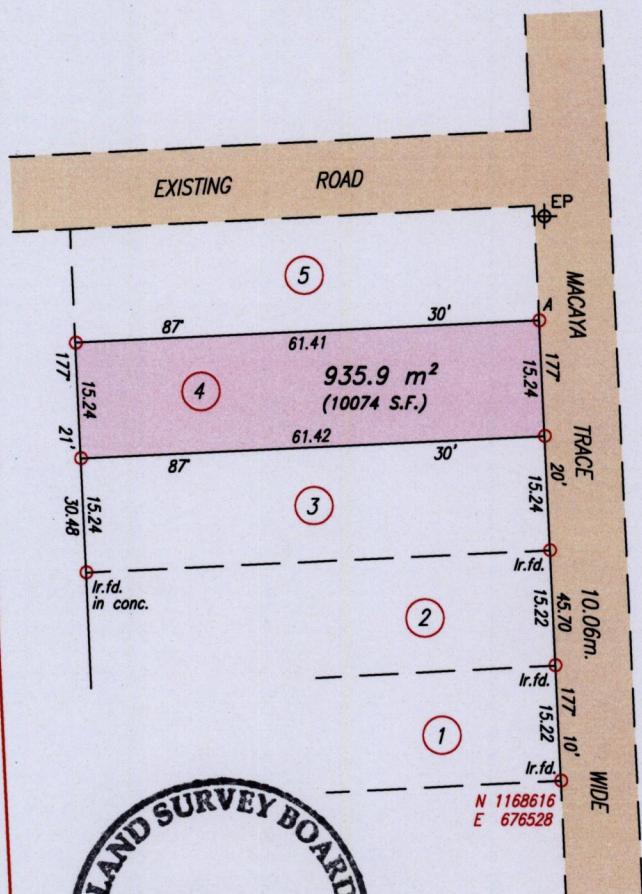 EXISTING ROAD
EP
5
MACAYA TRACE 10.06m. WIDE
A
87° 30'
61.41
177°
15.24
21'
4
935.9 m²
(10074 S.F.)
177°
15.24
20'
61.42
87° 30'
3
15.24
30.48
15.24
Ir.fd.
in conc.
Ir.fd.
2
15.22
45.70
Ir.fd.
177° 10'
1
15.22
Ir.fd.
N 1168616
E 676528
LAND SURVEY BOARD